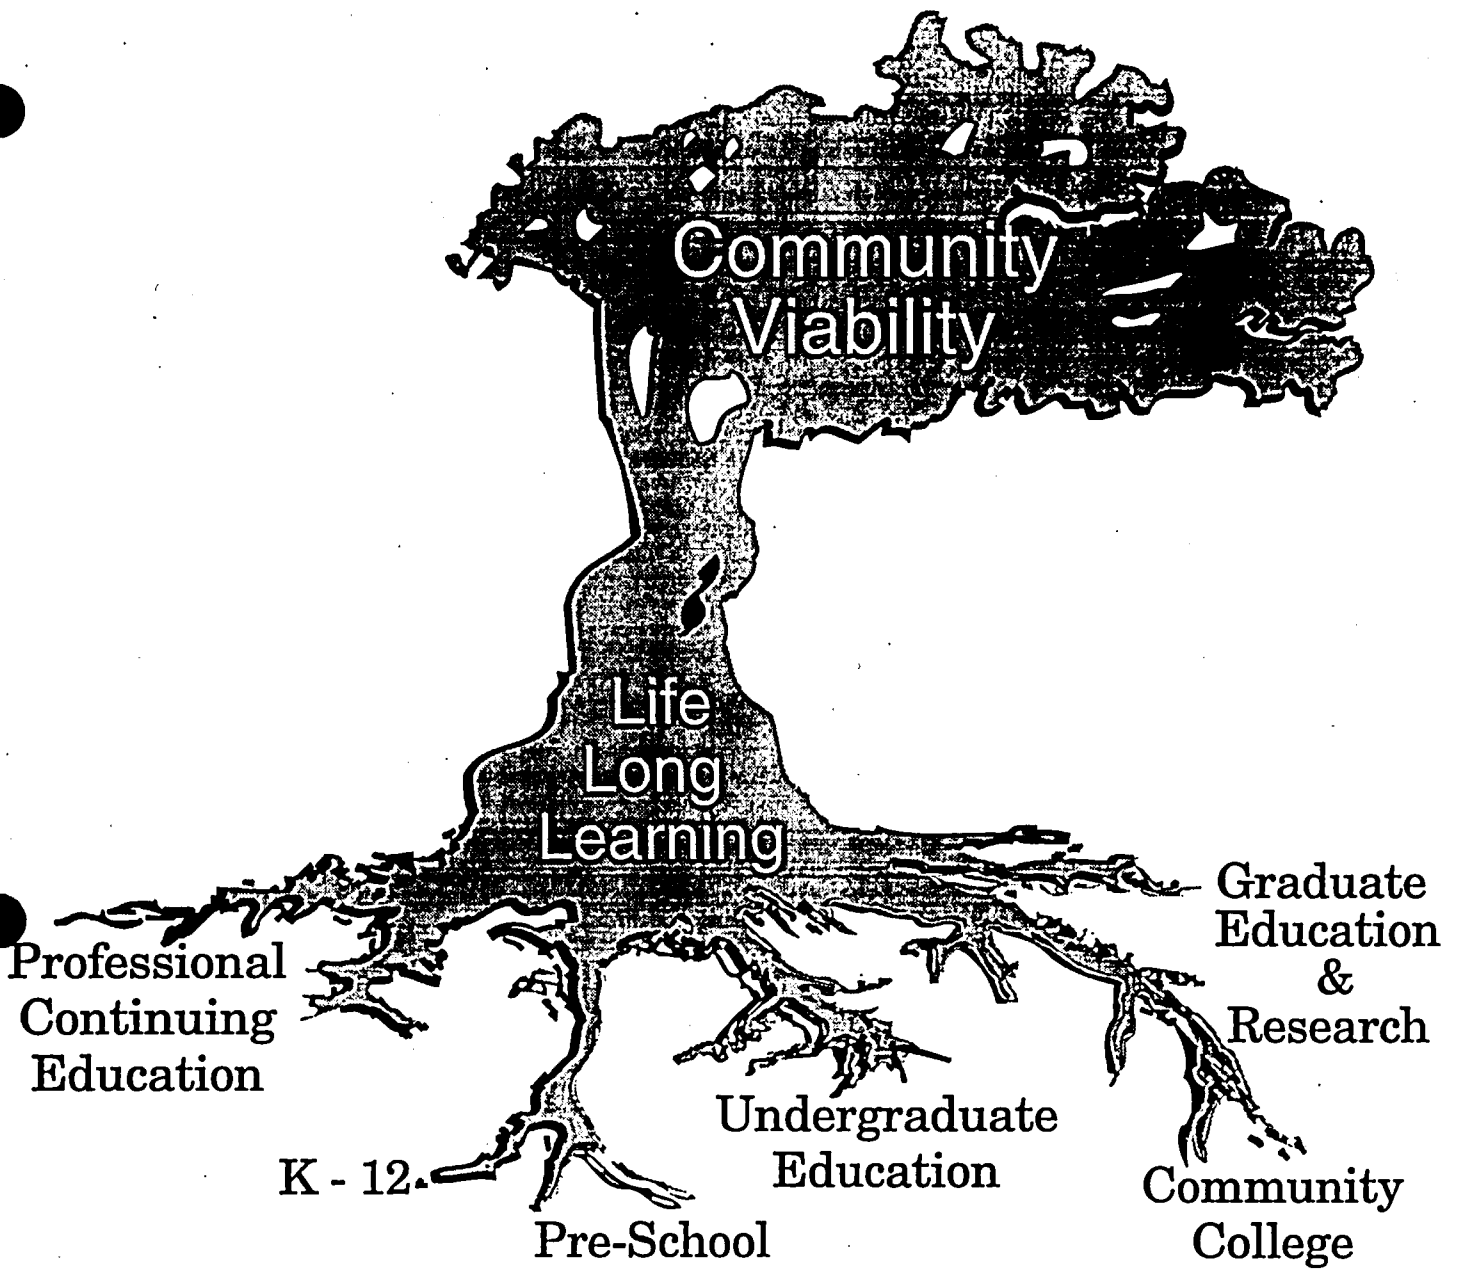 Community
Viability
Life
Long
Learning
Graduate
Education
&
Research
Professional
Continuing
Education
Undergraduate
Education
K - 12
Community
College
Pre-School